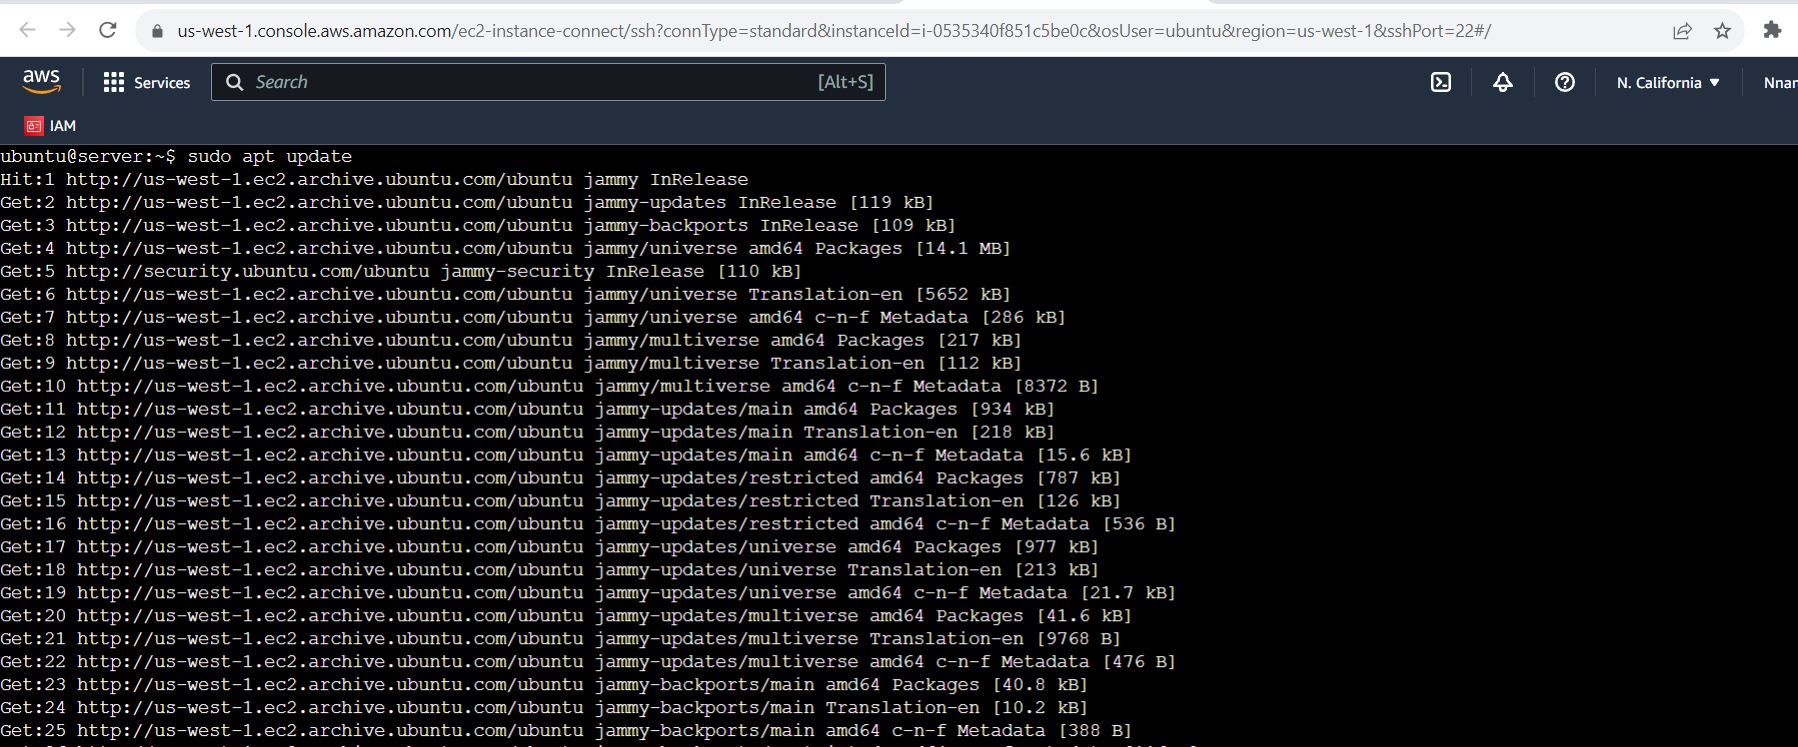 us-west-1.console.aws.amazon.com/ec2-instance-connect/ssh?connType=standard&instanceId=i-0535340f851c5be0c&osUser=ubuntu&region=us-west-1&sshPort=22#/
aws Services Search [Alt+S] N. California Nnar
IAM
ubuntu@server:~$ sudo apt update
Hit:1 http://us-west-1.ec2.archive.ubuntu.com/ubuntu jammy InRelease
Get:2 http://us-west-1.ec2.archive.ubuntu.com/ubuntu jammy-updates InRelease [119 kB]
Get:3 http://us-west-1.ec2.archive.ubuntu.com/ubuntu jammy-backports InRelease [109 kB]
Get:4 http://us-west-1.ec2.archive.ubuntu.com/ubuntu jammy/universe amd64 Packages [14.1 MB]
Get:5 http://security.ubuntu.com/ubuntu jammy-security InRelease [110 kB]
Get:6 http://us-west-1.ec2.archive.ubuntu.com/ubuntu jammy/universe Translation-en [5652 kB]
Get:7 http://us-west-1.ec2.archive.ubuntu.com/ubuntu jammy/universe amd64 c-n-f Metadata [286 kB]
Get:8 http://us-west-1.ec2.archive.ubuntu.com/ubuntu jammy/multiverse amd64 Packages [217 kB]
Get:9 http://us-west-1.ec2.archive.ubuntu.com/ubuntu jammy/multiverse Translation-en [112 kB]
Get:10 http://us-west-1.ec2.archive.ubuntu.com/ubuntu jammy/multiverse amd64 c-n-f Metadata [8372 B]
Get:11 http://us-west-1.ec2.archive.ubuntu.com/ubuntu jammy-updates/main amd64 Packages [934 kB]
Get:12 http://us-west-1.ec2.archive.ubuntu.com/ubuntu jammy-updates/main Translation-en [218 kB]
Get:13 http://us-west-1.ec2.archive.ubuntu.com/ubuntu jammy-updates/main amd64 c-n-f Metadata [15.6 kB]
Get:14 http://us-west-1.ec2.archive.ubuntu.com/ubuntu jammy-updates/restricted amd64 Packages [787 kB]
Get:15 http://us-west-1.ec2.archive.ubuntu.com/ubuntu jammy-updates/restricted Translation-en [126 kB]
Get:16 http://us-west-1.ec2.archive.ubuntu.com/ubuntu jammy-updates/restricted amd64 c-n-f Metadata [536 B]
Get:17 http://us-west-1.ec2.archive.ubuntu.com/ubuntu jammy-updates/universe amd64 Packages [977 kB]
Get:18 http://us-west-1.ec2.archive.ubuntu.com/ubuntu jammy-updates/universe Translation-en [213 kB]
Get:19 http://us-west-1.ec2.archive.ubuntu.com/ubuntu jammy-updates/universe amd64 c-n-f Metadata [21.7 kB]
Get:20 http://us-west-1.ec2.archive.ubuntu.com/ubuntu jammy-updates/multiverse amd64 Packages [41.6 kB]
Get:21 http://us-west-1.ec2.archive.ubuntu.com/ubuntu jammy-updates/multiverse Translation-en [9768 B]
Get:22 http://us-west-1.ec2.archive.ubuntu.com/ubuntu jammy-updates/multiverse amd64 c-n-f Metadata [476 B]
Get:23 http://us-west-1.ec2.archive.ubuntu.com/ubuntu jammy-backports/main amd64 Packages [40.8 kB]
Get:24 http://us-west-1.ec2.archive.ubuntu.com/ubuntu jammy-backports/main Translation-en [10.2 kB]
Get:25 http://us-west-1.ec2.archive.ubuntu.com/ubuntu jammy-backports/main amd64 c-n-f Metadata [388 B]